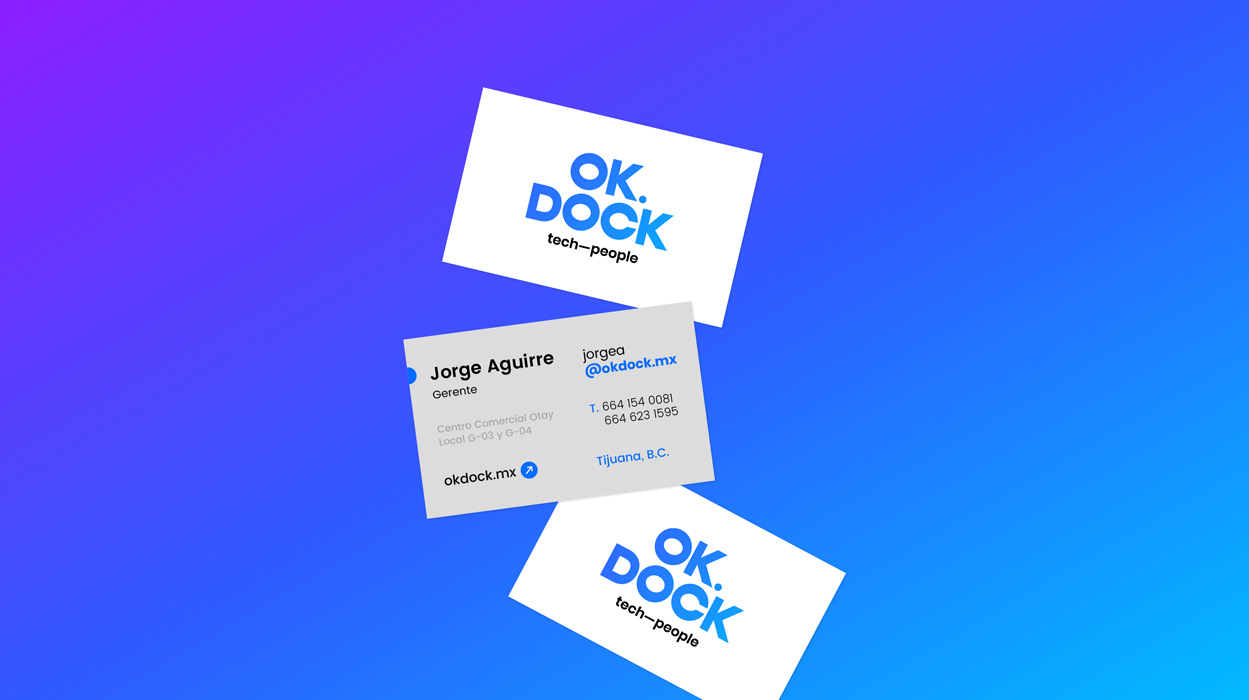 OK.
DOCK
tech—people
Jorge Aguirre
Gerente
Centro Comercial Otay
Local G-03 y G-04
okdock.mx
jorgea
@okdock.mx
T. 664 154 0081
664 623 1595
Tijuana, B.C.
OK.
DOCK
tech—people